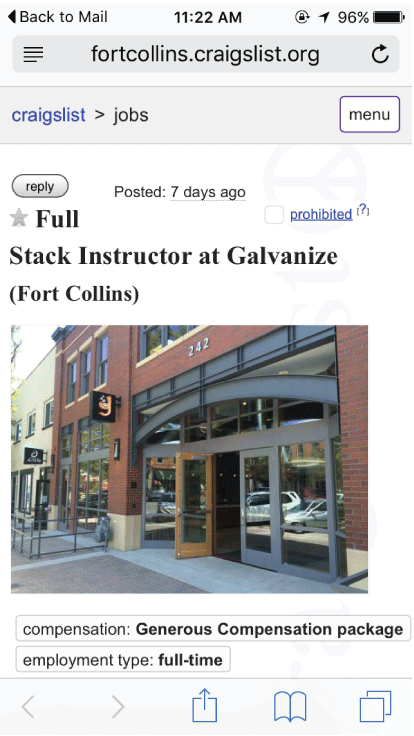 Back to Mail 11:22 AM 96%
fortcollins.craigslist.org
craigslist > jobs menu
reply Posted: 7 days ago
prohibited [?]
Full
Stack Instructor at Galvanize
(Fort Collins)
242
g
compensation: Generous Compensation package
employment type: full-time